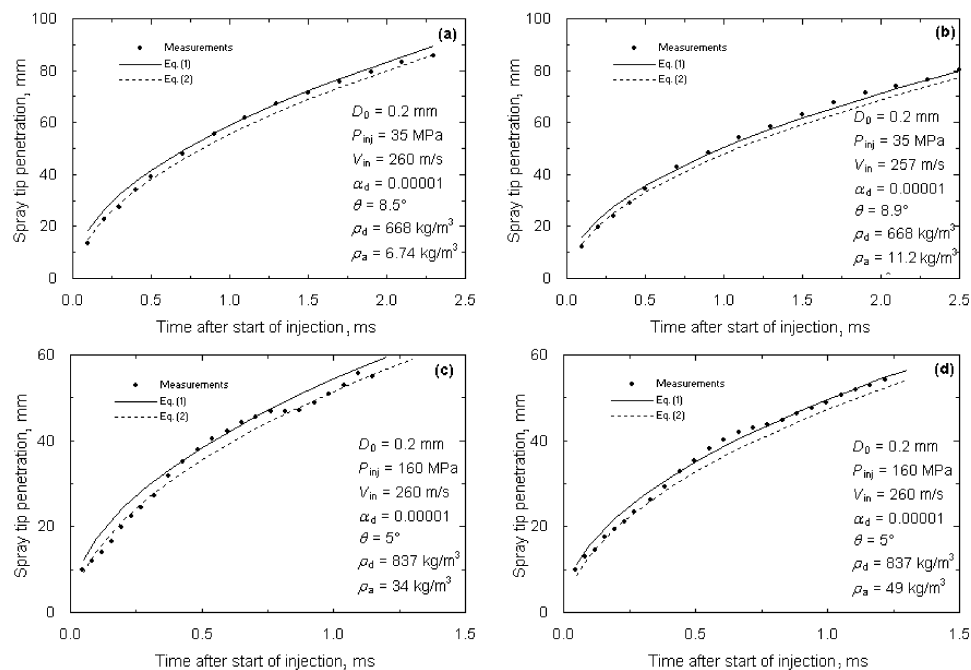 (a)
Measurements
Eq.(1)
Eq.(2)
D0 = 0.2 mm
Pinj = 35 MPa
Vin = 260 m/s
αd = 0.00001
θ = 8.5°
ρd = 668 kg/m3
ρa = 6.74 kg/m3
Spray tip penetration, mm
100
80
60
40
20
0
0.0 0.5 1.0 1.5 2.0 2.5
Time after start of injection, ms
(b)
Measurements
Eq.(1)
Eq.(2)
D0 = 0.2 mm
Pinj = 35 MPa
Vin = 257 m/s
αd = 0.00001
θ = 8.9°
ρd = 668 kg/m3
ρa = 11.2 kg/m3
Spray tip penetration, mm
100
80
60
40
20
0
0.0 0.5 1.0 1.5 2.0 2.5
Time after start of injection, ms
(c)
Measurements
Eq.(1)
Eq.(2)
D0 = 0.2 mm
Pinj = 160 MPa
Vin = 260 m/s
αd = 0.00001
θ = 5°
ρd = 837 kg/m3
ρa = 34 kg/m3
Spray tip penetration, mm
60
40
20
0
0.0 0.5 1.0 1.5
Time after start of injection, ms
(d)
Measurements
Eq.(1)
Eq.(2)
D0 = 0.2 mm
Pinj = 160 MPa
Vin = 260 m/s
αd = 0.00001
θ = 5°
ρd = 837 kg/m3
ρa = 49 kg/m3
Spray tip penetration, mm
60
40
20
0
0.0 0.5 1.0 1.5
Time after start of injection, ms